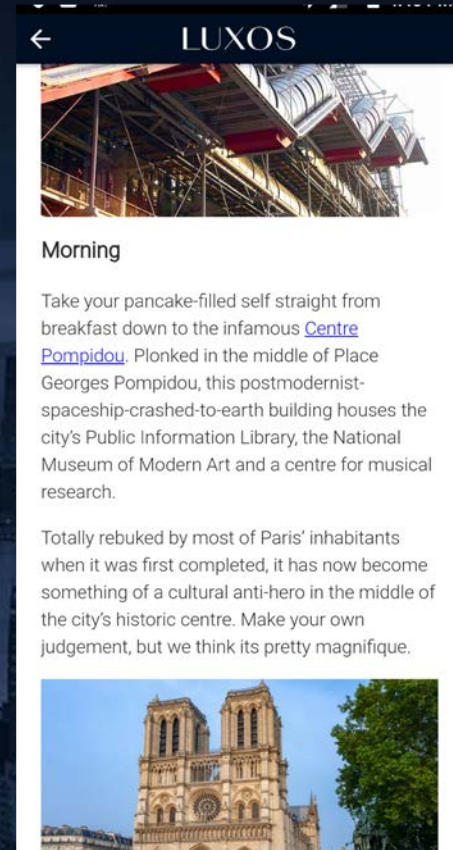 LUXOS
Morning
Take your pancake-filled self straight from
breakfast down to the infamous Centre
Pompidou. Plonked in the middle of Place
Georges Pompidou, this postmodernist-
spaceship-crashed-to-earth building houses the
city's Public Information Library, the National
Museum of Modern Art and a centre for musical
research.
Totally rebuked by most of Paris' inhabitants
when it was first completed, it has now become
something of a cultural anti-hero in the middle of
the city's historic centre. Make your own
judgement, but we think its pretty magnifique.